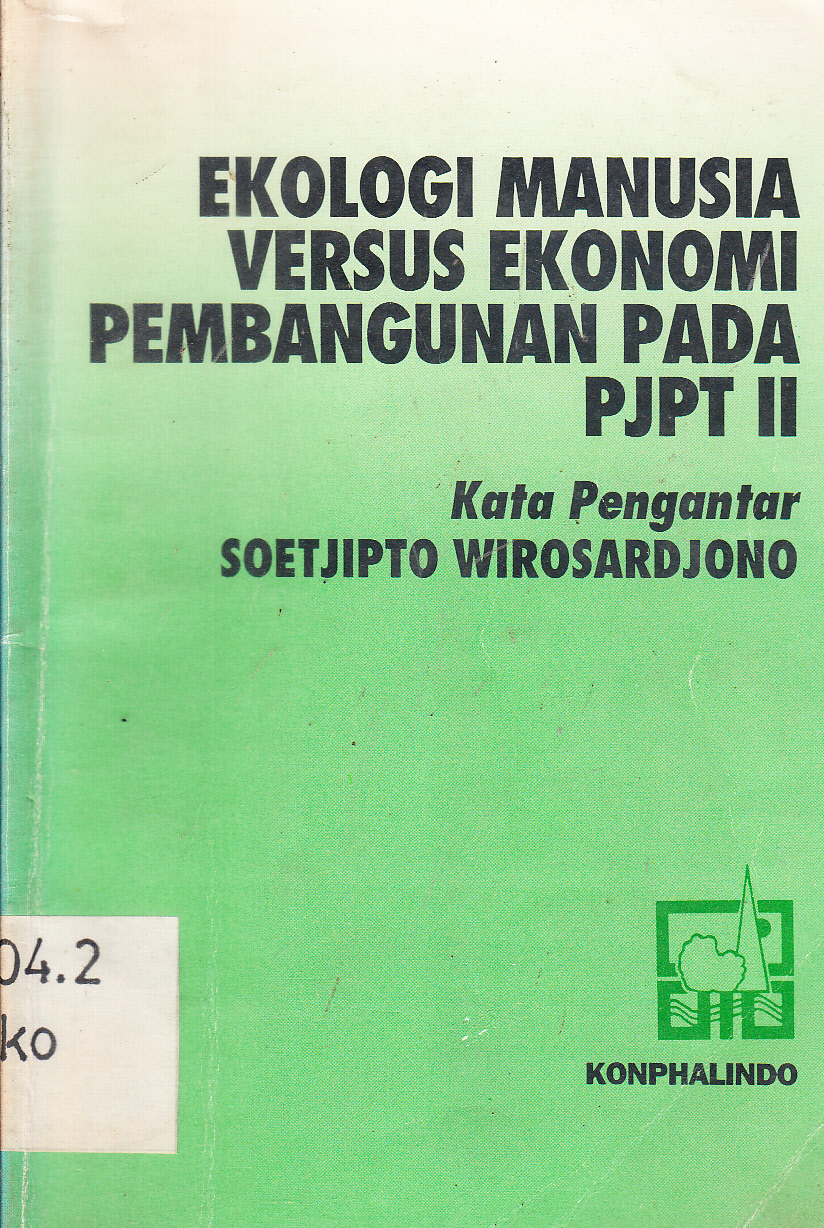 EKOLOGI MANUSIA
VERSUS EKONOMI
PEMBANGUNAN PADA
PJPT II
Kata Pengantar
SOETJIPTO WIROSARDJONO
04.2
ko
KONPHALINDO